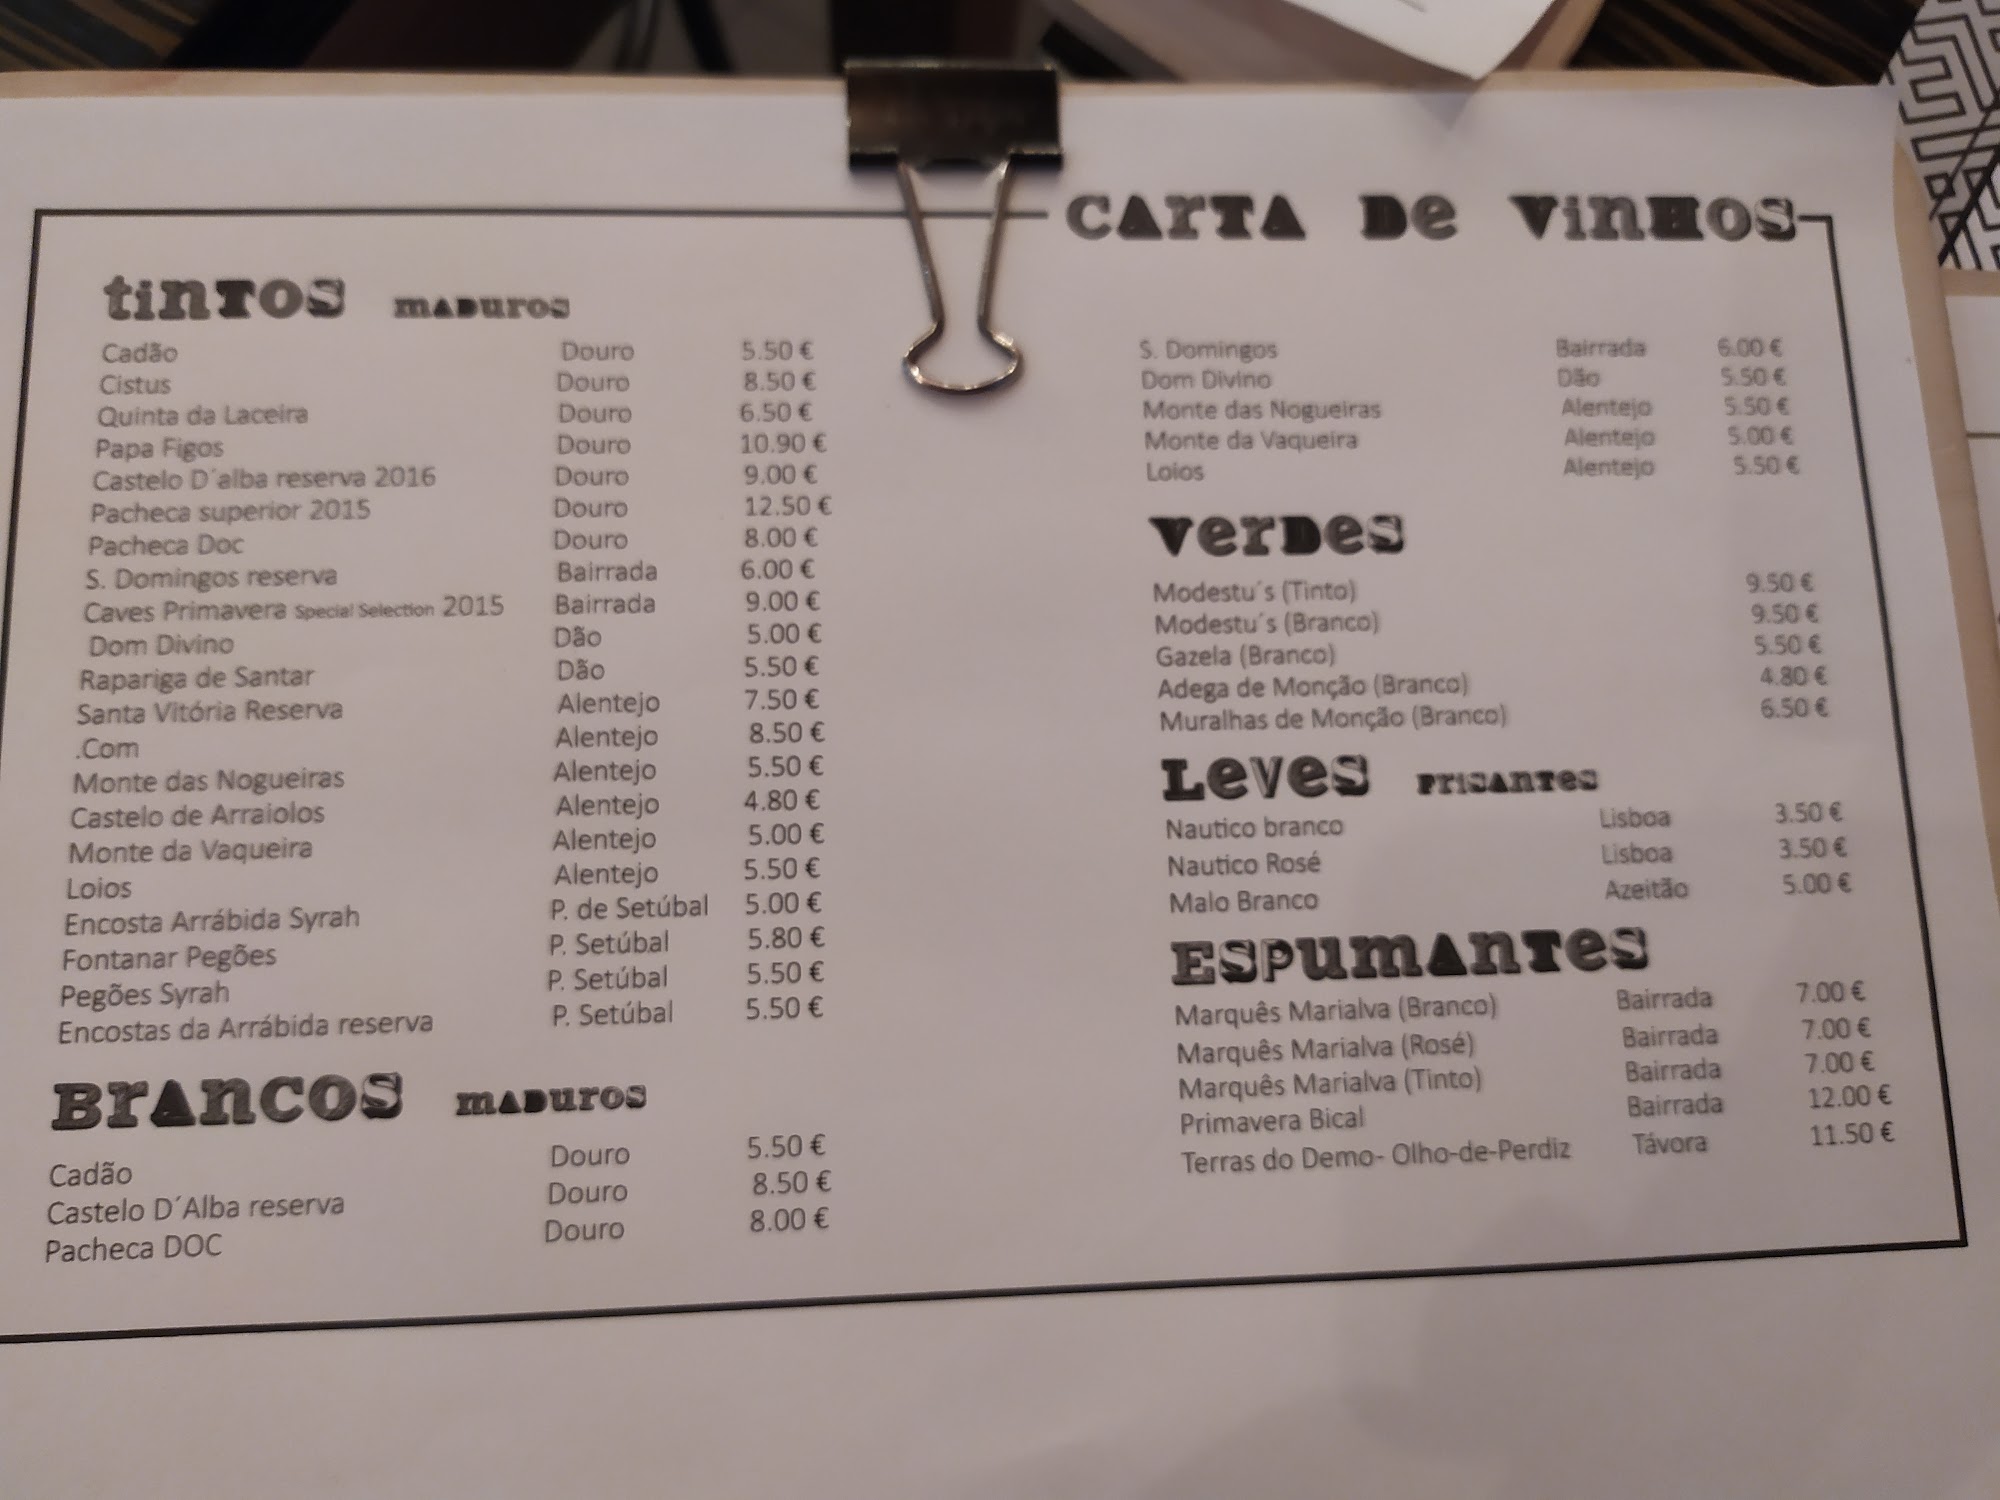 CARTA DE VINHOS
TINTOS MADUROS
Cadão Douro 5.50 €
Cistus Douro 8.50 €
Quinta da Laceira Douro 6.50 €
Papa Figos Douro 10.90 €
Castelo D´alba reserva 2016 Douro 9.00 €
Pacheca superior 2015 Douro 12.50 €
Pacheca Doc Douro 8.00 €
S. Domingos reserva Bairrada 6.00 €
Caves Primavera Special Selection 2015 Bairrada 9.00 €
Dom Divino Dão 5.00 €
Rapariga de Santar Dão 5.50 €
Santa Vitória Reserva Alentejo 7.50 €
.Com Alentejo 8.50 €
Monte das Nogueiras Alentejo 5.50 €
Castelo de Arraiolos Alentejo 4.80 €
Monte da Vaqueira Alentejo 5.00 €
Loios Alentejo 5.50 €
Encosta Arrábida Syrah P. de Setúbal 5.00 €
Fontanar Pegões P. Setúbal 5.80 €
Pegões Syrah P. Setúbal 5.50 €
Encostas da Arrábida reserva P. Setúbal 5.50 €
BRANCOS MADUROS
Cadão Douro 5.50 €
Castelo D´Alba reserva Douro 8.50 €
Pacheca DOC Douro 8.00 €
S. Domingos Bairrada 6.00 €
Dom Divino Dão 5.50 €
Monte das Nogueiras Alentejo 5.50 €
Monte da Vaqueira Alentejo 5.00 €
Loios Alentejo 5.50 €
VERDES
Modestu´s (Tinto) 9.50 €
Modestu´s (Branco) 9.50 €
Gazela (Branco) 5.50 €
Adega de Monção (Branco) 4.80 €
Muralhas de Monção (Branco) 6.50 €
LEVES FRISANTES
Nautico branco Lisboa 3.50 €
Nautico Rosé Lisboa 3.50 €
Malo Branco Azeitão 5.00 €
ESPUMANTES
Marquês Marialva (Branco) Bairrada 7.00 €
Marquês Marialva (Rosé) Bairrada 7.00 €
Marquês Marialva (Tinto) Bairrada 7.00 €
Primavera Bical Bairrada 12.00 €
Terras do Demo- Olho-de-Perdiz Távora 11.50 €